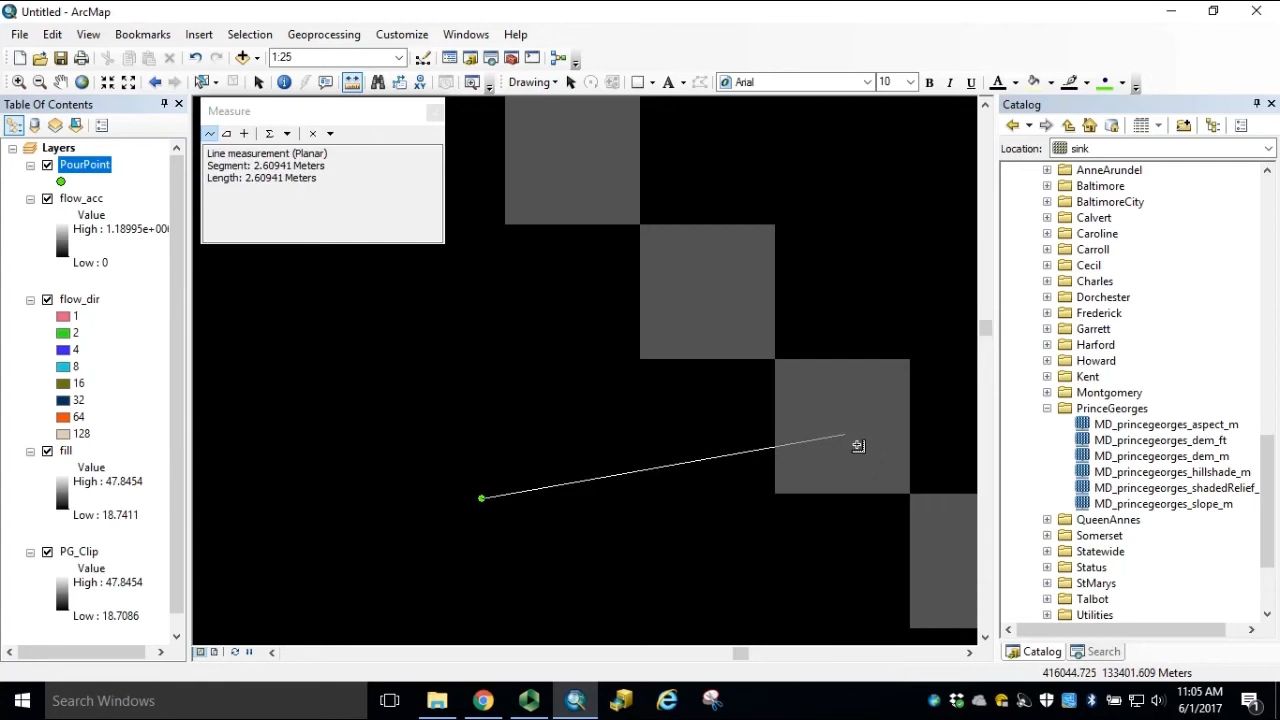 Untitled - ArcMap
File Edit View Bookmarks Insert Selection Geoprocessing Customize Windows Help
1:25
Drawing Arial 10 B I U A
Table Of Contents
Layers
PourPoint
flow_acc
Value
High : 1.18995e+00
Low : 0
flow_dir
1
2
4
8
16
32
64
128
fill
Value
High : 47.8454
Low : 18.7411
PG_Clip
Value
High : 47.8454
Low : 18.7086
Measure
Line measurement (Planar)
Segment: 2.60941 Meters
Length: 2.60941 Meters
Catalog
Location: sink
AnneArundel
Baltimore
BaltimoreCity
Calvert
Caroline
Carroll
Cecil
Charles
Dorchester
Frederick
Garrett
Harford
Howard
Kent
Montgomery
PrinceGeorges
MD_princegeorges_aspect_m
MD_princegeorges_dem_ft
MD_princegeorges_dem_m
MD_princegeorges_hillshade_m
MD_princegeorges_shadedRelief_
MD_princegeorges_slope_m
QueenAnnes
Somerset
Statewide
Status
StMarys
Talbot
Utilities
Catalog Search
416044.725 133401.609 Meters
Search Windows
11:05 AM
6/1/2017